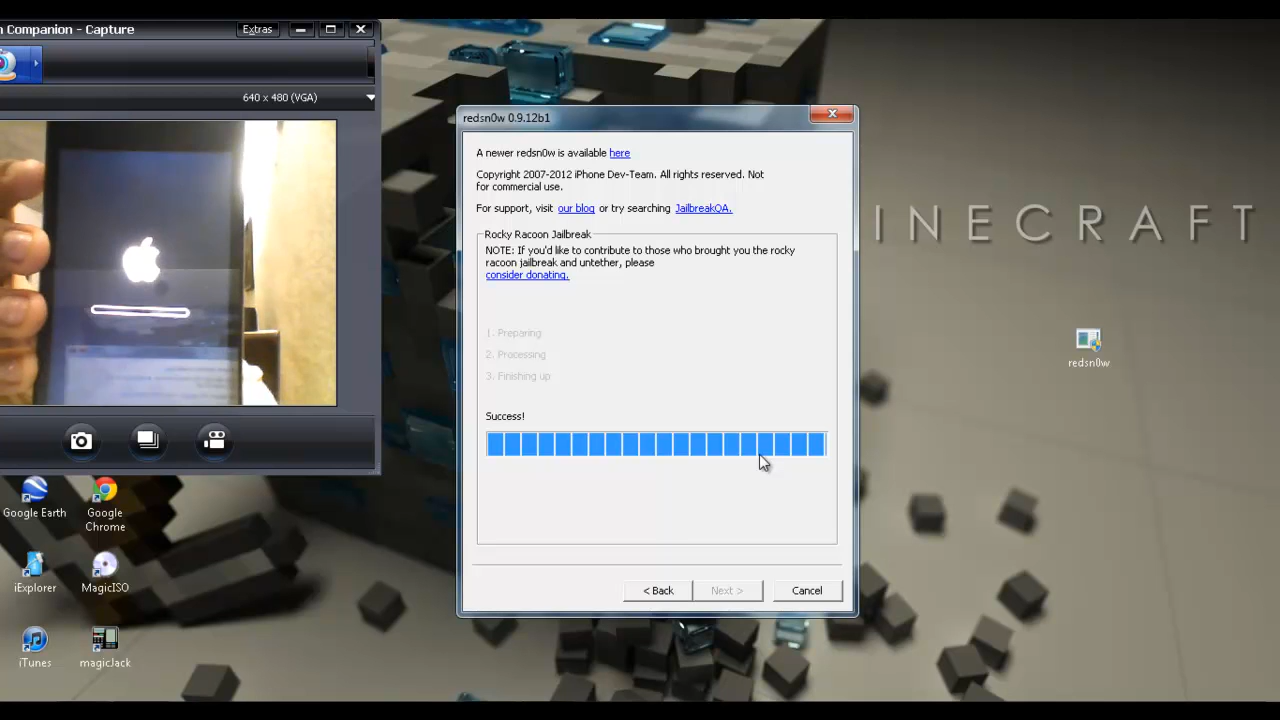 n Companion - Capture
Extras
640 x 480 (VGA)
redsn0w 0.9.12b1
A newer redsn0w is available here
Copyright 2007-2012 iPhone Dev-Team. All rights reserved. Not
for commercial use.
For support, visit our blog or try searching JailbreakQA.
Rocky Racoon Jailbreak
NOTE: If you'd like to contribute to those who brought you the rocky
racoon jailbreak and untether, please
consider donating.
1. Preparing
2. Processing
3. Finishing up
Success!
< Back
Next >
Cancel
INECRAFT
redsn0w
Google Earth
Google
Chrome
iExplorer
MagicISO
iTunes
magicJack